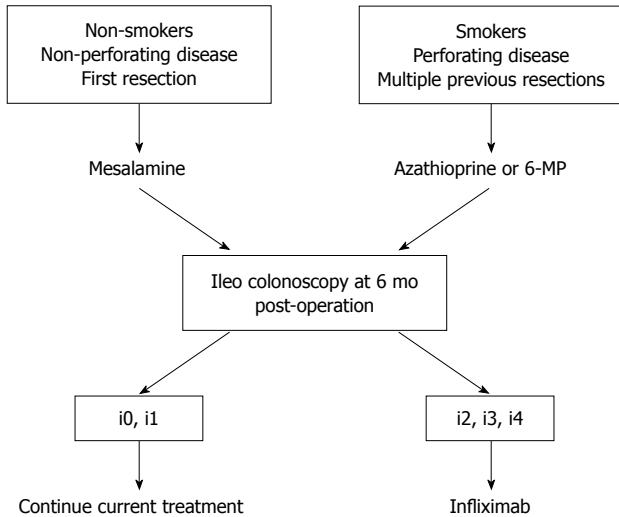 Non-smokers
Non-perforating disease
First resection
Smokers
Perforating disease
Multiple previous resections
Mesalamine
Azathioprine or 6-MP
Ileo colonoscopy at 6 mo
post-operation
i0, i1
i2, i3, i4
Continue current treatment
Infliximab